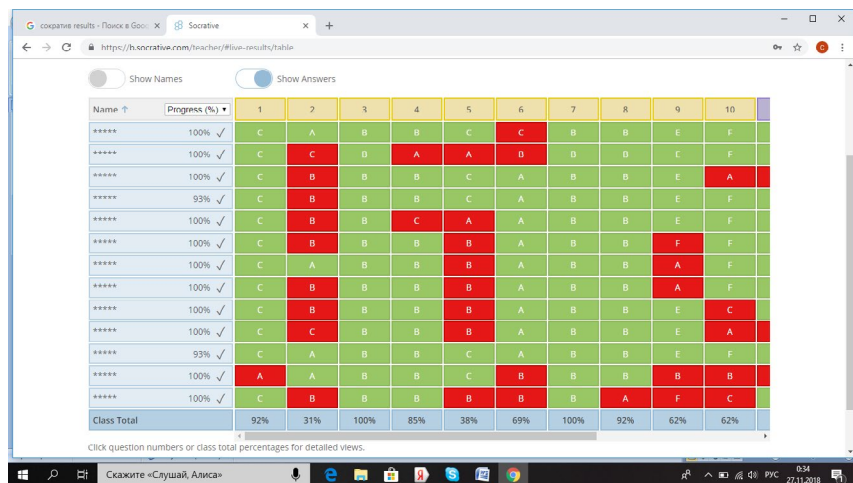 сократив results - Поиск в Goo Socrative
https://b.socrative.com/teacher/#live-results/table
Show Names Show Answers
Name ↑ Progress (%) 1 2 3 4 5 6 7 8 9 10
***** 100% ✓ C A B B C C B B E F
***** 100% ✓ C C B A A B B B E F
***** 100% ✓ C B B B C A B B E A
***** 93% ✓ C B B B C A B B E F
***** 100% ✓ C B B C A A B B E F
***** 100% ✓ C B B B B A B B F F
***** 100% ✓ C A B B B A B B A F
***** 100% ✓ C B B B B A B B A F
***** 100% ✓ C B B B B A B B E C
***** 100% ✓ C C B B B A B B E A
***** 93% ✓ C A B B C A B B E F
***** 100% ✓ A A B B C B B B B B
***** 100% ✓ C B B B B B B A F C
Class Total 92% 31% 100% 85% 38% 69% 100% 92% 62% 62%
Click question numbers or class total percentages for detailed views.
Скажите «Слушай, Алиса» РУС 0:34
27.11.2018